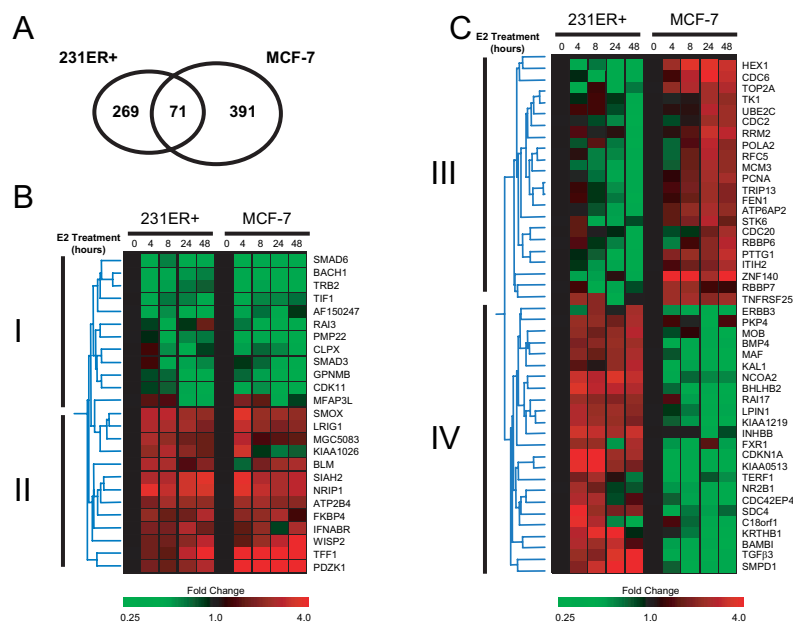 A
231ER+
MCF-7
269
71
391
B
231ER+
MCF-7
E2 Treatment
(hours)
0 4 8 24 48
0 4 8 24 48
I
SMAD6
BACH1
TRB2
TIF1
AF150247
RAI3
PMP22
CLPX
SMAD3
GPNMB
CDK11
MFAP3L
II
SMOX
LRIG1
MGC5083
KIAA1026
BLM
SIAH2
NRIP1
ATP2B4
FKBP4
IFNABR
WISP2
TFF1
PDZK1
Fold Change
0.25 1.0 4.0
C
231ER+
MCF-7
E2 Treatment
(hours)
0 4 8 24 48
0 4 8 24 48
III
HEX1
CDC6
TOP2A
TK1
UBE2C
CDC2
RRM2
POLA2
RFC5
MCM3
PCNA
TRIP13
FEN1
ATP6AP2
STK6
CDC20
RBBP6
PTTG1
ITIH2
ZNF140
RBBP7
TNFRSF25
IV
ERBB3
PKP4
MOB
BMP4
MAF
KAL1
NCOA2
BHLHB2
RAI17
LPIN1
KIAA1219
INHBB
FXR1
CDKN1A
KIAA0513
TERF1
NR2B1
CDC42EP4
SDC4
C18orf1
KRTHB1
BAMBI
TGFβ3
SMPD1
Fold Change
0.25 1.0 4.0